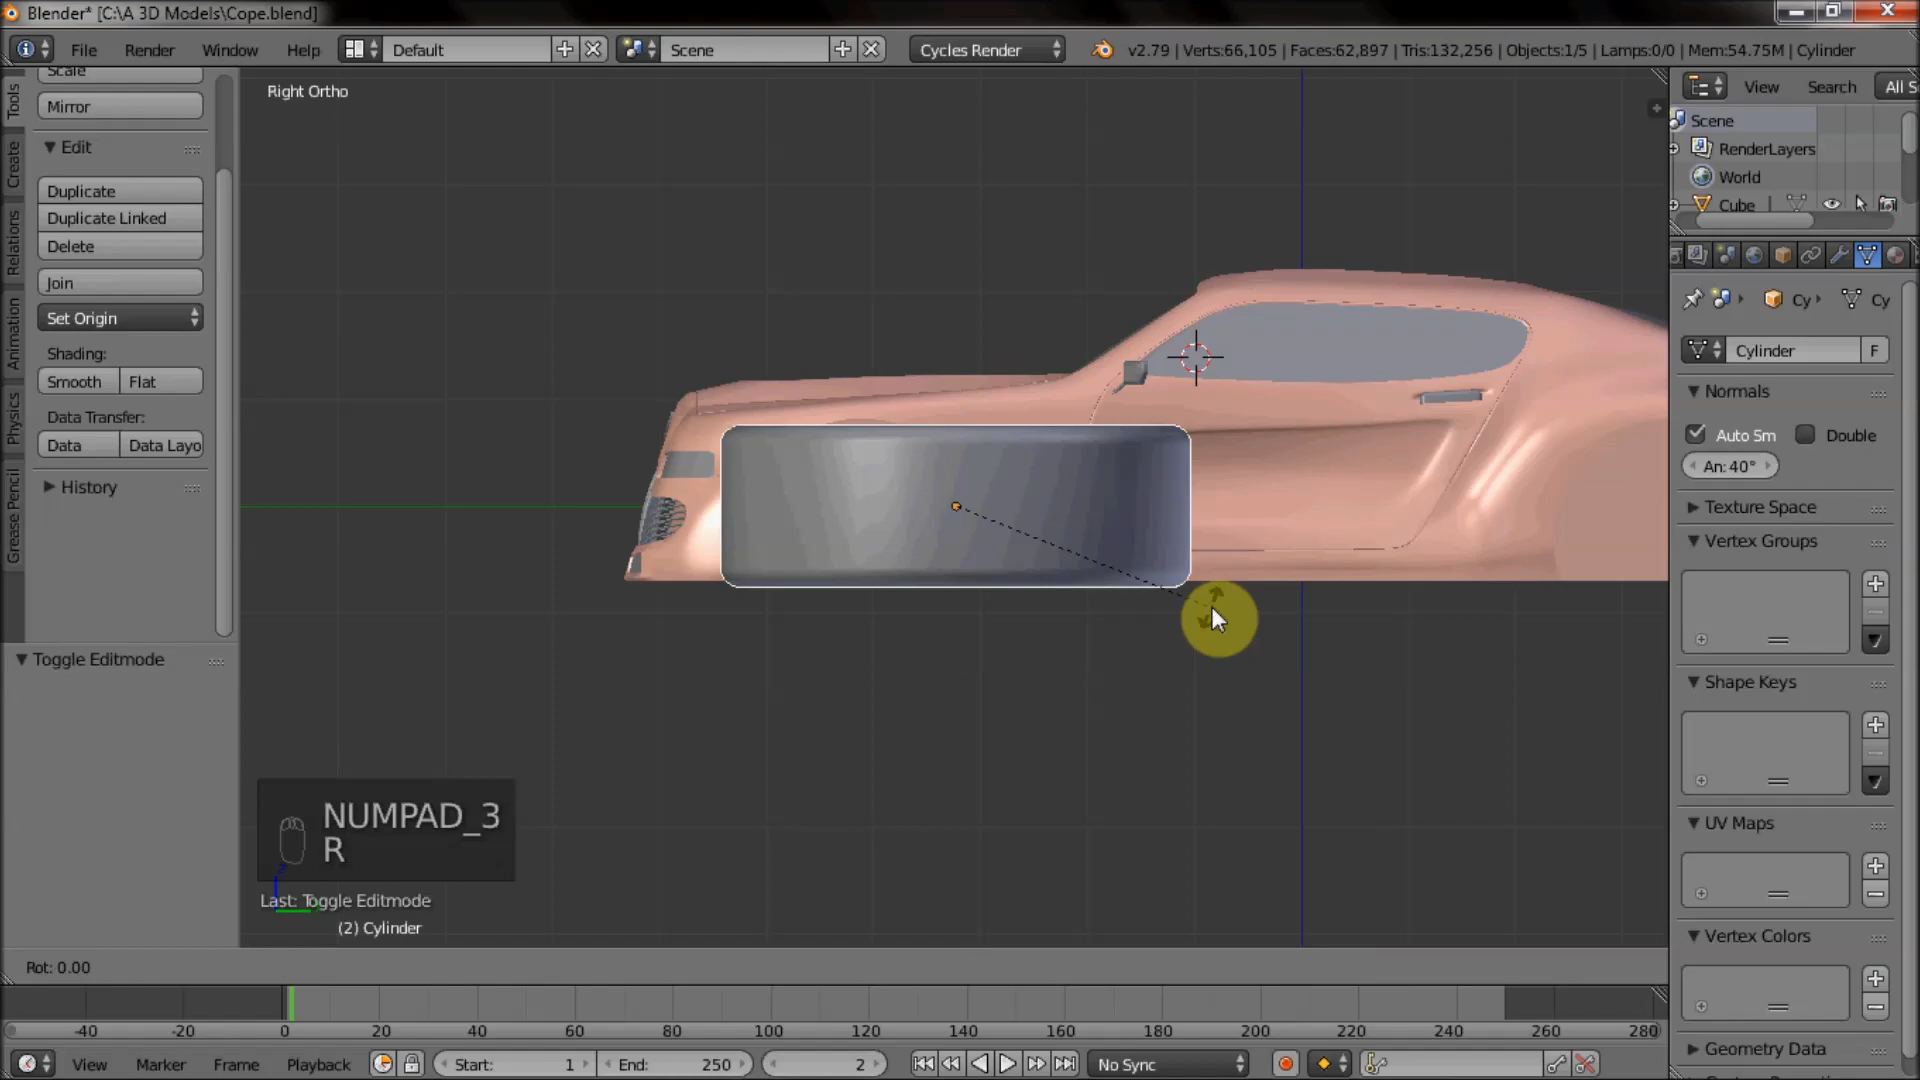 Blender* [C:\A 3D Models\Cope.blend]
File Render Window Help Default Scene Cycles Render v2.79 | Verts:66,105 | Faces:62,897 | Tris:132,256 | Objects:1/5 | Lamps:0/0 | Mem:54.75M | Cylinder
Tools
Create
Relations
Animation
Physics
Grease Pencil
Scale
Mirror
Edit
Duplicate
Duplicate Linked
Delete
Join
Set Origin
Shading:
Smooth Flat
Data Transfer:
Data Data Layo
History
Toggle Editmode
Right Ortho
NUMPAD_3
R
Last: Toggle Editmode
(2) Cylinder
Rot: 0.00
View Search All S
Scene
RenderLayers
World
Cube
Cy Cy
Cylinder F
Normals
Auto Sm Double
An: 40°
Texture Space
Vertex Groups
Shape Keys
UV Maps
Vertex Colors
Geometry Data
-40 -20 0 20 40 60 80 100 120 140 160 180 200 220 240 260 280
View Marker Frame Playback Start: 1 End: 250 2 No Sync